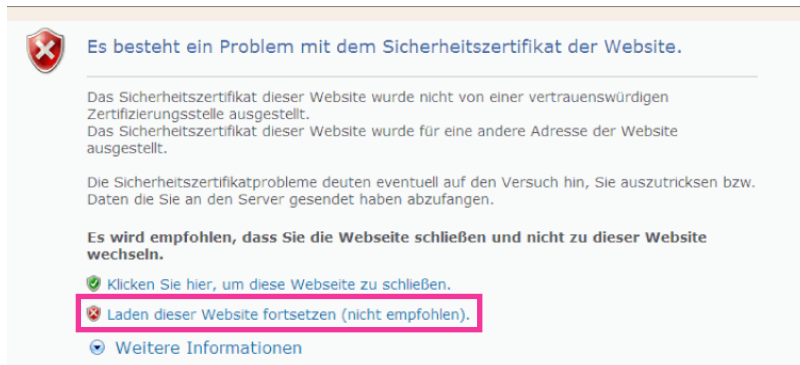 Es besteht ein Problem mit dem Sicherheitszertifikat der Website.
Das Sicherheitszertifikat dieser Website wurde nicht von einer vertrauenswürdigen
Zertifizierungsstelle ausgestellt.
Das Sicherheitszertifikat dieser Website wurde für eine andere Adresse der Website
ausgestellt.
Die Sicherheitszertifikatprobleme deuten eventuell auf den Versuch hin, Sie auszutricksen bzw.
Daten die Sie an den Server gesendet haben abzufangen.
Es wird empfohlen, dass Sie die Webseite schließen und nicht zu dieser Website
wechseln.
Klicken Sie hier, um diese Webseite zu schließen.
Laden dieser Website fortsetzen (nicht empfohlen).
Weitere Informationen